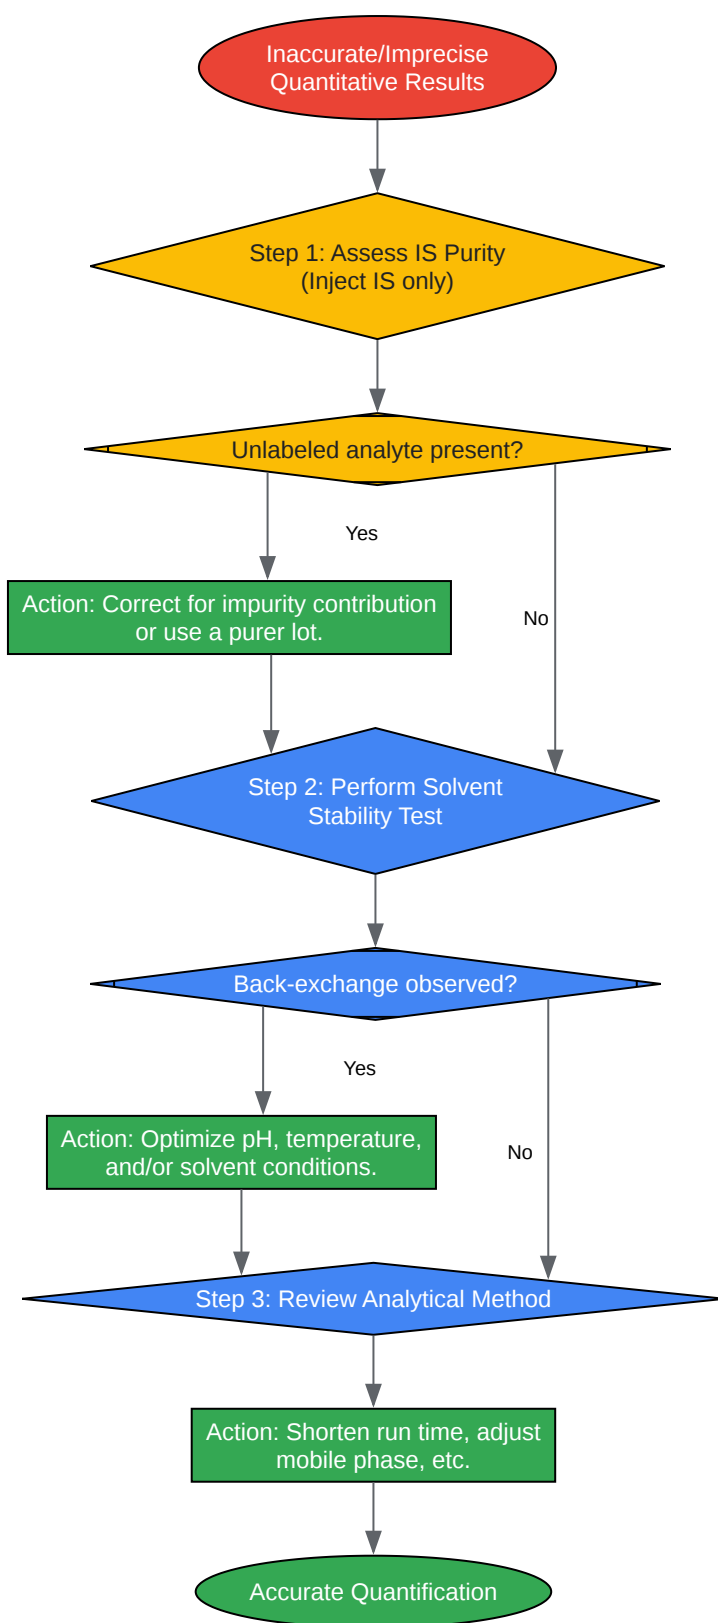 Inaccurate/Imprecise
Quantitative Results
Step 1: Assess IS Purity
(Inject IS only)
Unlabeled analyte present?
Yes
Action: Correct for impurity contribution
or use a purer lot.
No
Step 2: Perform Solvent
Stability Test
Back-exchange observed?
Yes
Action: Optimize pH, temperature,
and/or solvent conditions.
No
Step 3: Review Analytical Method
Action: Shorten run time, adjust
mobile phase, etc.
Accurate Quantification